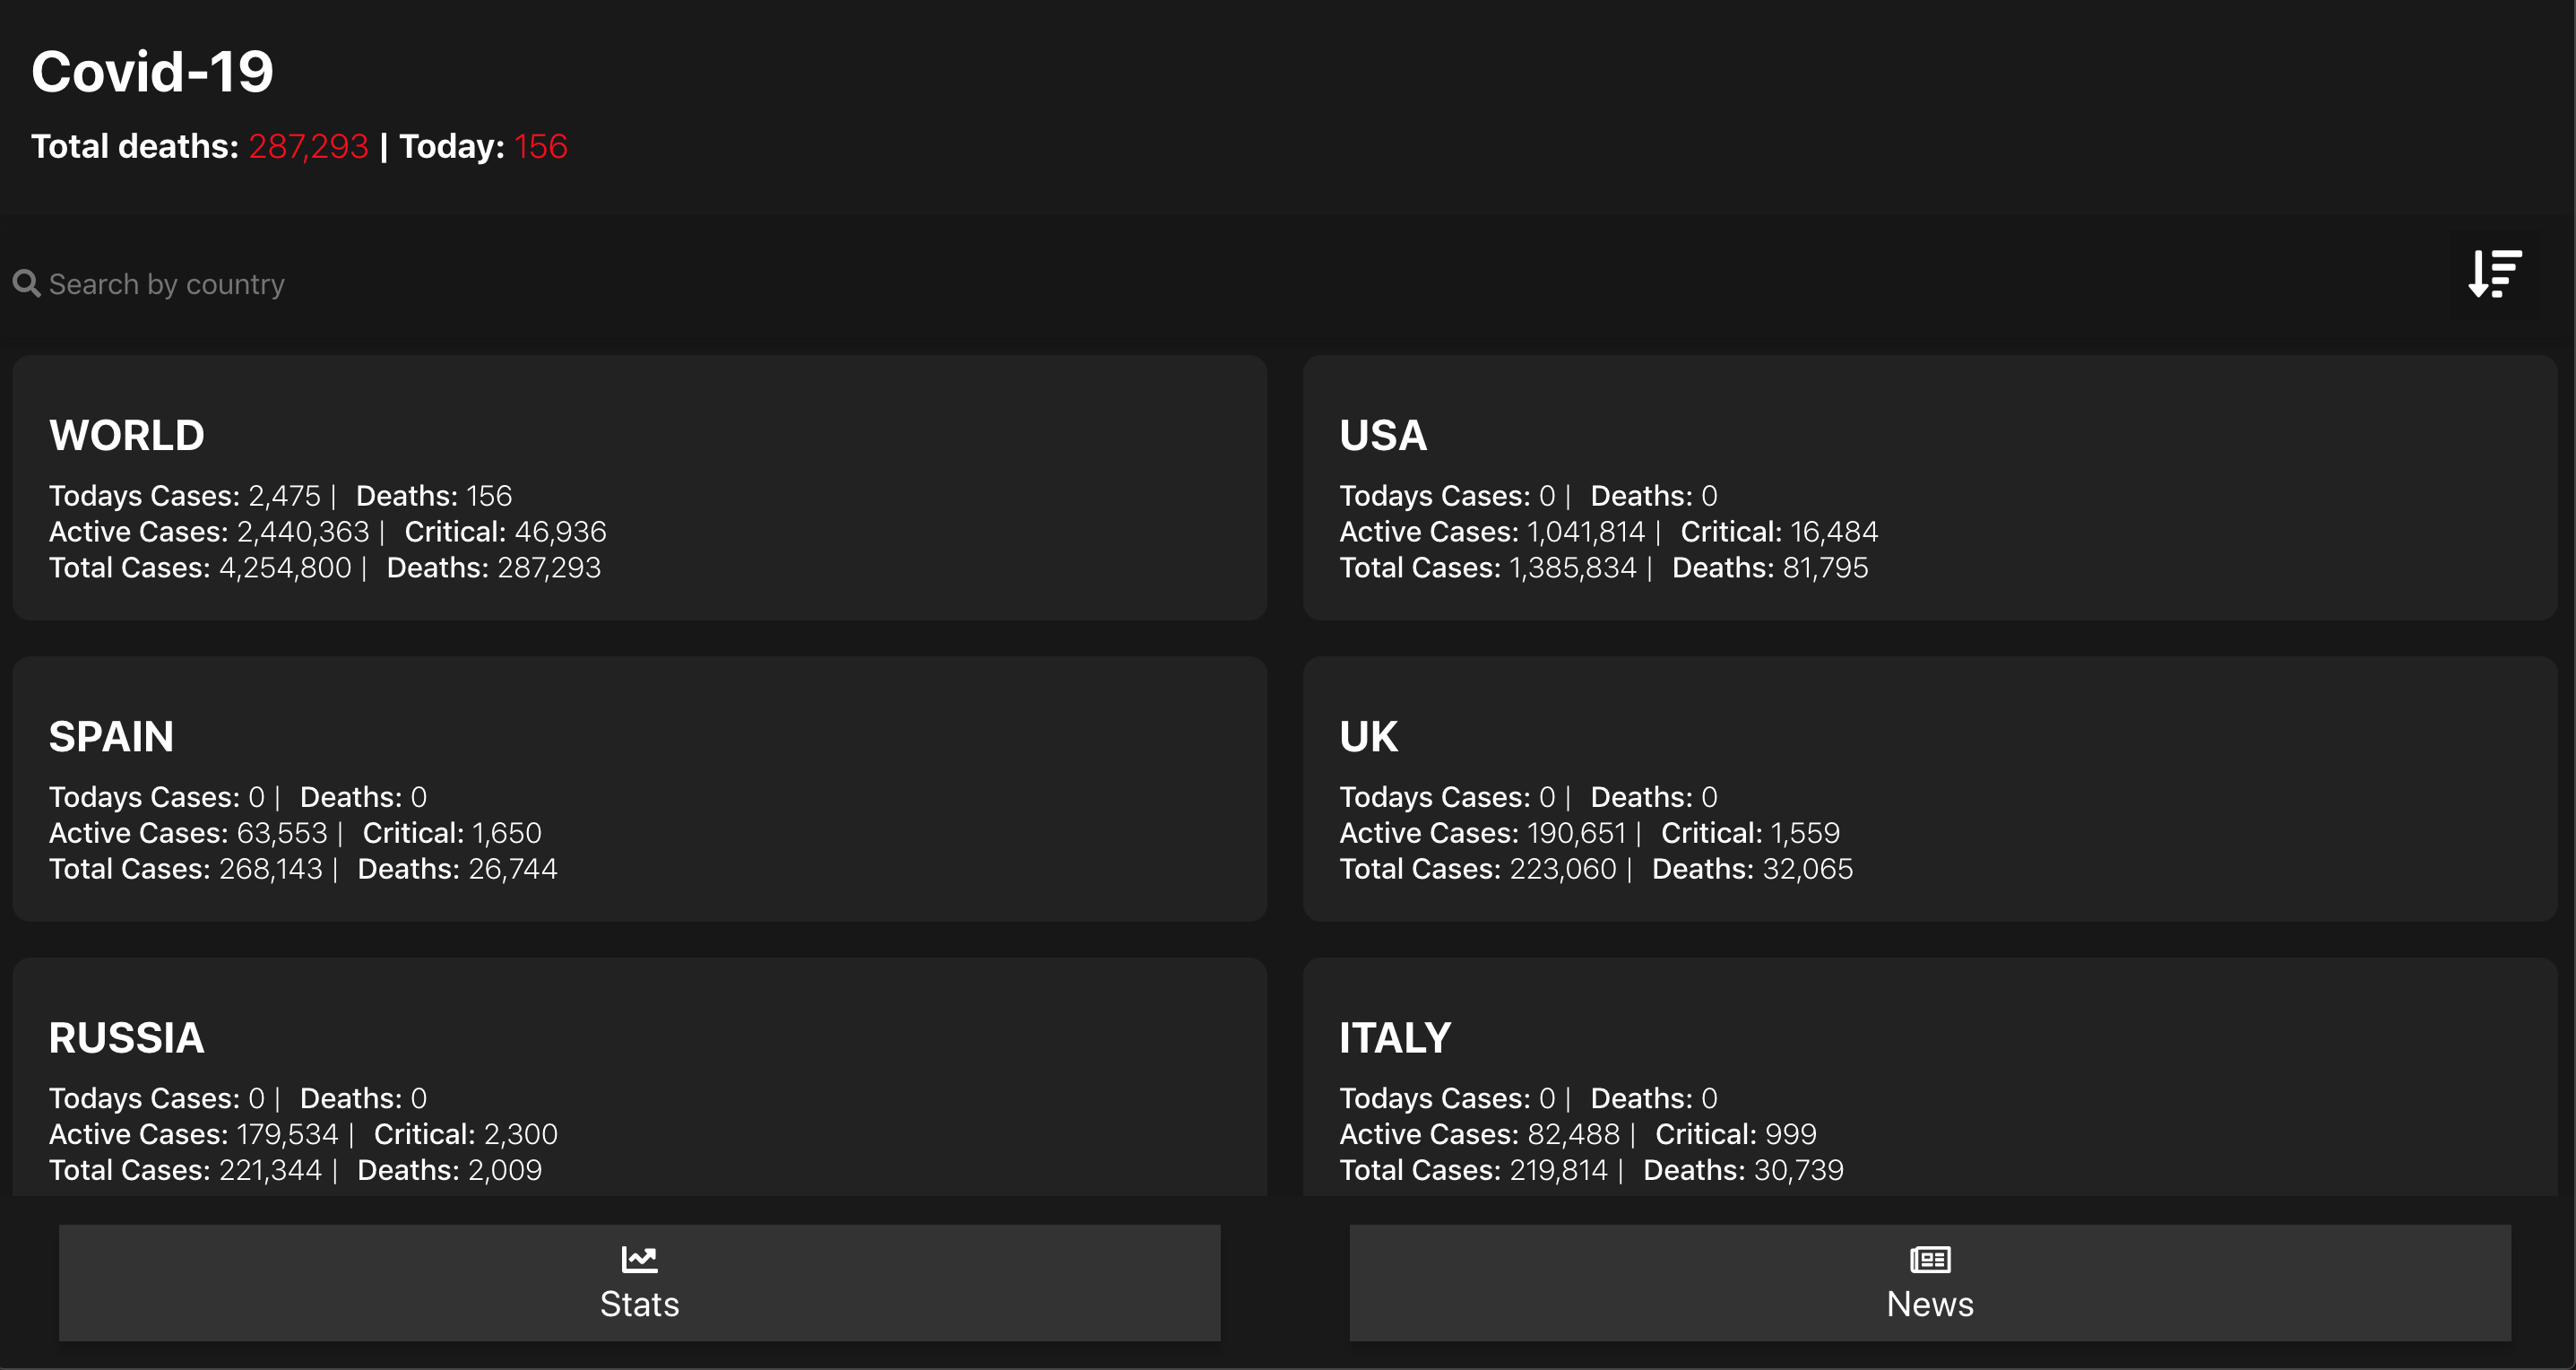 Covid-19
Total deaths: 287,293 | Today: 156
Search by country
WORLD
Todays Cases: 2,475 | Deaths: 156
Active Cases: 2,440,363 | Critical: 46,936
Total Cases: 4,254,800 | Deaths: 287,293
USA
Todays Cases: 0 | Deaths: 0
Active Cases: 1,041,814 | Critical: 16,484
Total Cases: 1,385,834 | Deaths: 81,795
SPAIN
Todays Cases: 0 | Deaths: 0
Active Cases: 63,553 | Critical: 1,650
Total Cases: 268,143 | Deaths: 26,744
UK
Todays Cases: 0 | Deaths: 0
Active Cases: 190,651 | Critical: 1,559
Total Cases: 223,060 | Deaths: 32,065
RUSSIA
Todays Cases: 0 | Deaths: 0
Active Cases: 179,534 | Critical: 2,300
Total Cases: 221,344 | Deaths: 2,009
ITALY
Todays Cases: 0 | Deaths: 0
Active Cases: 82,488 | Critical: 999
Total Cases: 219,814 | Deaths: 30,739
Stats
News